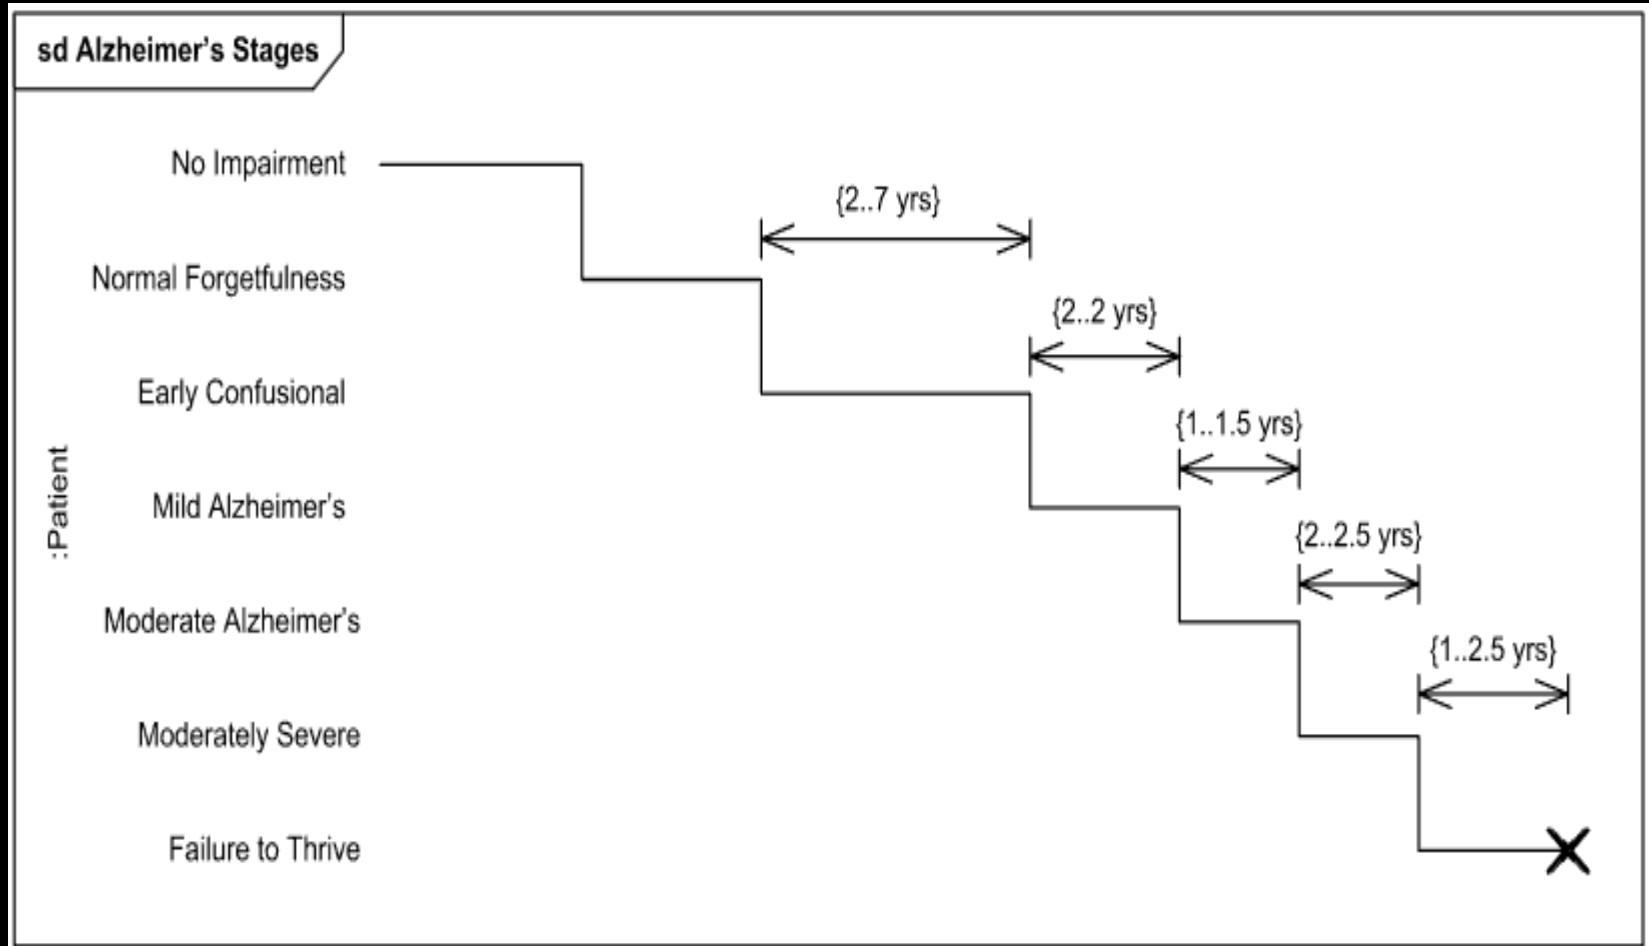 sd Alzheimer's Stages
No Impairment
{2..7 yrs}
Normal Forgetfulness
{2..2 yrs}
Early Confusional
{1..1.5 yrs}
:Patient
Mild Alzheimer's
{2..2.5 yrs}
Moderate Alzheimer's
{1..2.5 yrs}
Moderately Severe
Failure to Thrive